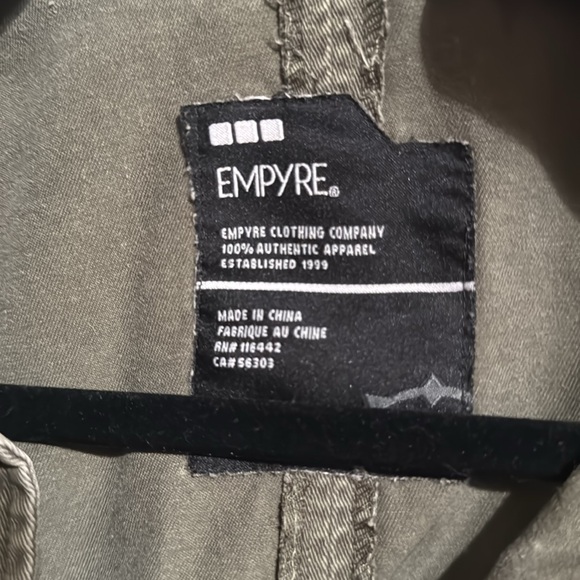 EMPYRE®
EMPYRE CLOTHING COMPANY
100% AUTHENTIC APPAREL
ESTABLISHED 1999
MADE IN CHINA
FABRIQUE AU CHINE
RN# 116442
CA# 56303